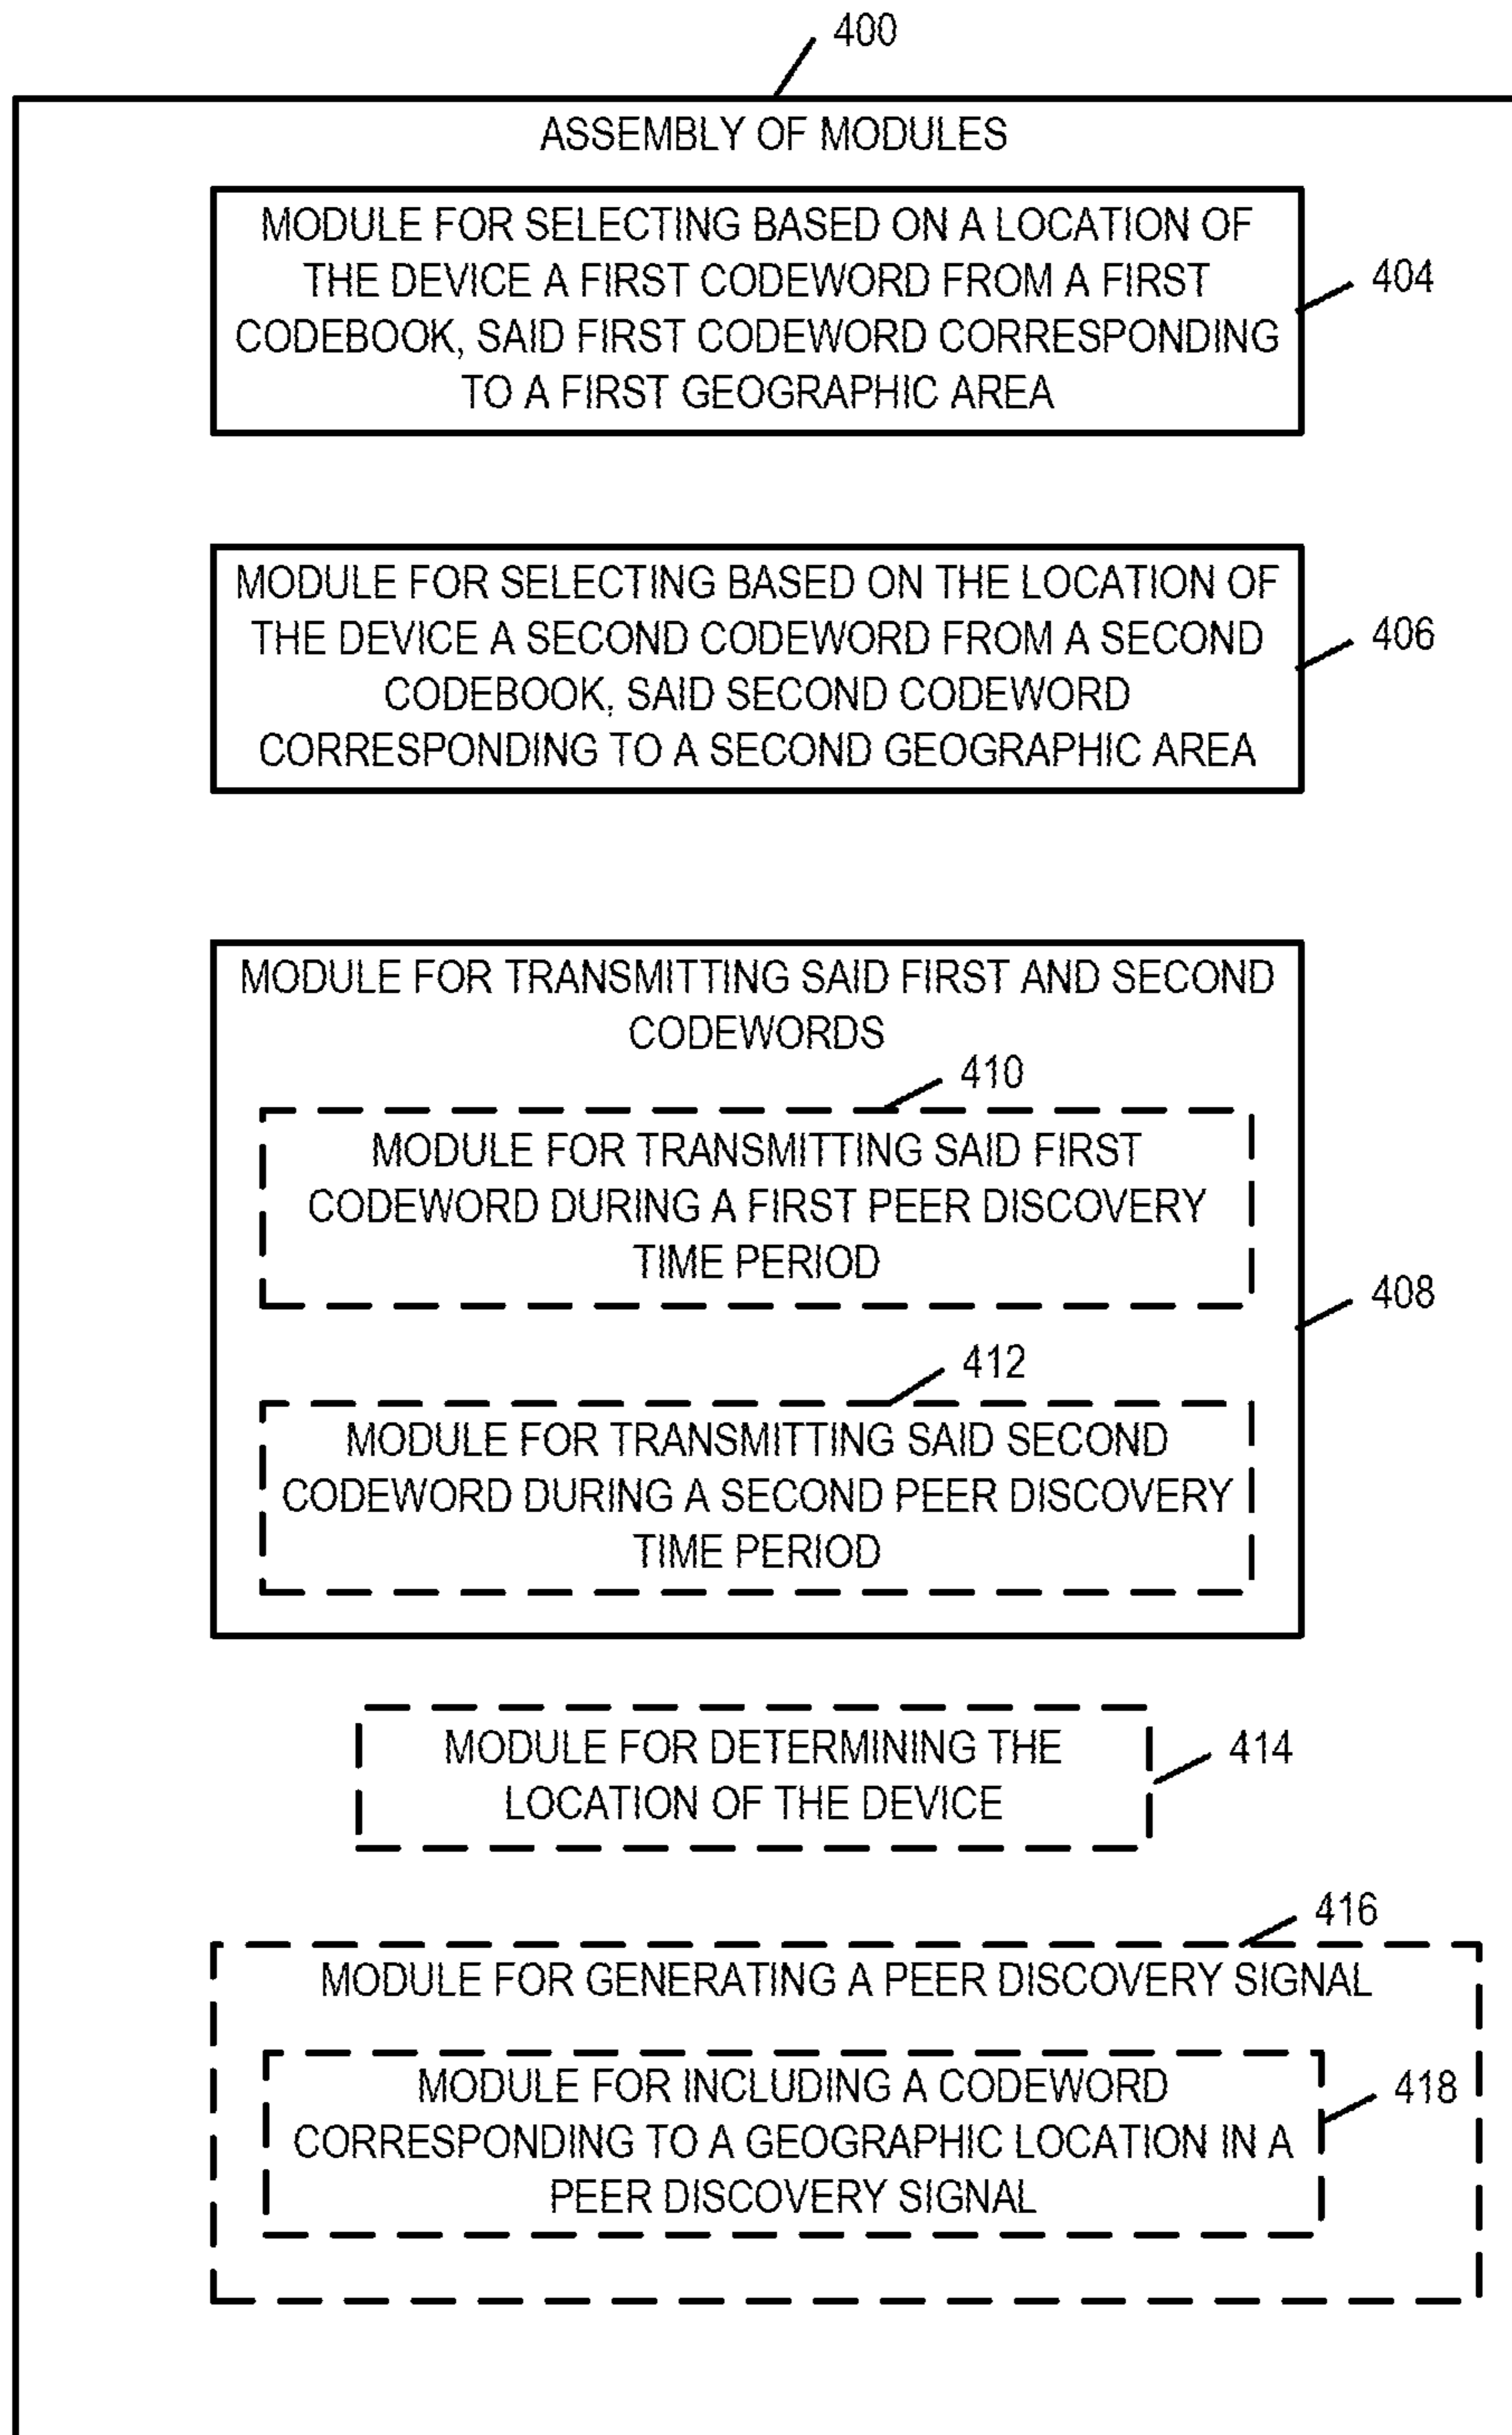 400
ASSEMBLY OF MODULES
MODULE FOR SELECTING BASED ON A LOCATION OF
THE DEVICE A FIRST CODEWORD FROM A FIRST
CODEBOOK, SAID FIRST CODEWORD CORRESPONDING
TO A FIRST GEOGRAPHIC AREA
404
MODULE FOR SELECTING BASED ON THE LOCATION OF
THE DEVICE A SECOND CODEWORD FROM A SECOND
CODEBOOK, SAID SECOND CODEWORD
CORRESPONDING TO A SECOND GEOGRAPHIC AREA
406
MODULE FOR TRANSMITTING SAID FIRST AND SECOND
CODEWORDS
410
MODULE FOR TRANSMITTING SAID FIRST
CODEWORD DURING A FIRST PEER DISCOVERY
TIME PERIOD
408
412
MODULE FOR TRANSMITTING SAID SECOND
CODEWORD DURING A SECOND PEER DISCOVERY
TIME PERIOD
MODULE FOR DETERMINING THE
LOCATION OF THE DEVICE
414
416
MODULE FOR GENERATING A PEER DISCOVERY SIGNAL
MODULE FOR INCLUDING A CODEWORD
CORRESPONDING TO A GEOGRAPHIC LOCATION IN A
PEER DISCOVERY SIGNAL
418